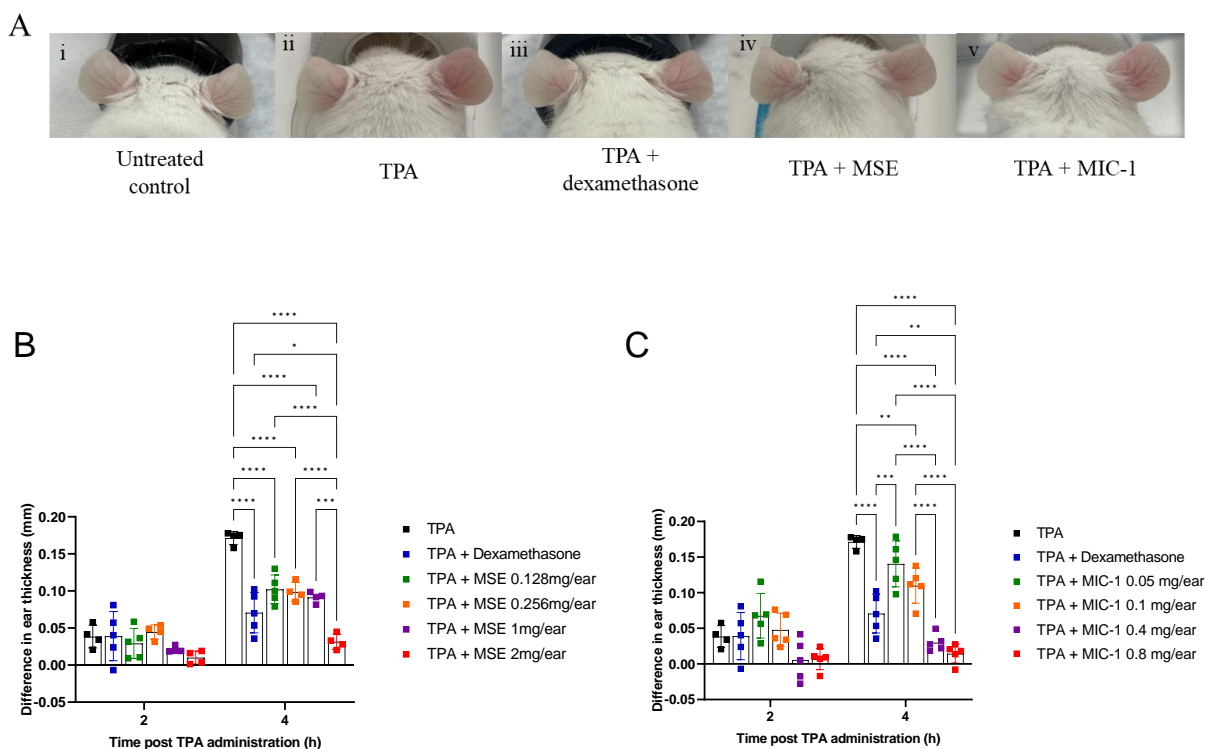 A
i
ii
iii
iv
v
Untreated
control
TPA
TPA +
dexamethasone
TPA + MSE
TPA + MIC-1
B
****
*
****
****
****
****
****
****
***
Difference in ear thickness (mm)
0.20
0.15
0.10
0.05
0.00
-0.05
2
4
Time post TPA administration (h)
TPA
TPA + Dexamethasone
TPA + MSE 0.128mg/ear
TPA + MSE 0.256mg/ear
TPA + MSE 1mg/ear
TPA + MSE 2mg/ear
C
****
**
****
****
**
****
***
****
****
****
Difference in ear thickness (mm)
0.20
0.15
0.10
0.05
0.00
-0.05
2
4
Time post TPA administration (h)
TPA
TPA + Dexamethasone
TPA + MIC-1 0.05 mg/ear
TPA + MIC-1 0.1 mg/ear
TPA + MIC-1 0.4 mg/ear
TPA + MIC-1 0.8 mg/ear